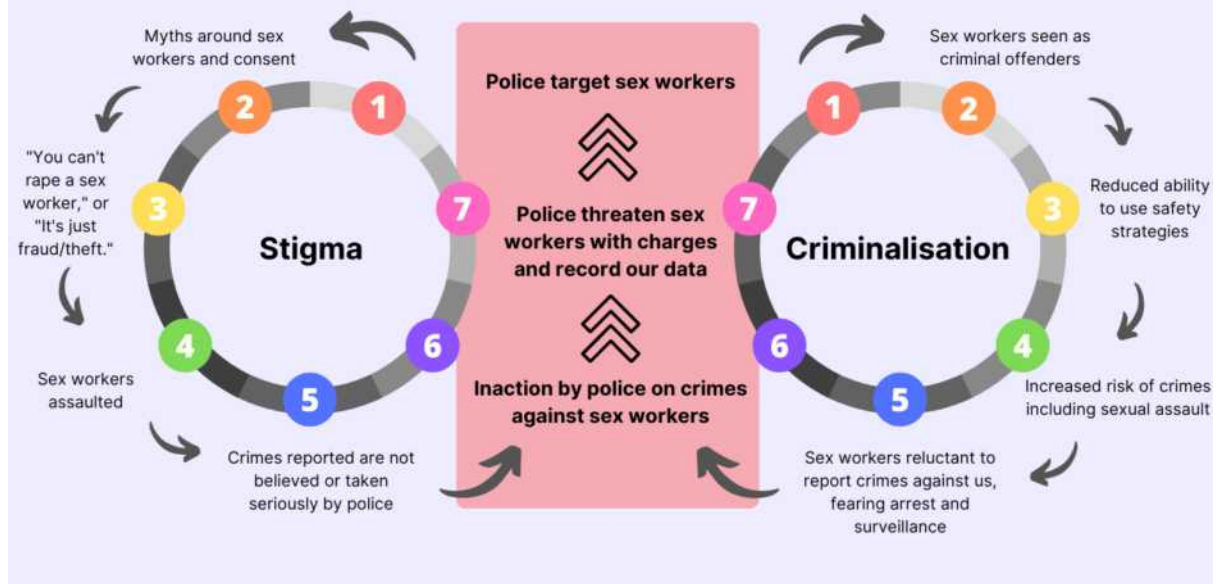 Myths around sex
workers and consent
2
1
"You can't
rape a sex
worker," or
"It's just
fraud/theft."
3
7
Stigma
4
6
Sex workers
assaulted
5
Crimes reported are not
believed or taken
seriously by police
Police target sex workers
Police threaten sex
workers with charges
and record our data
Inaction by police on crimes
against sex workers
Sex workers seen as
criminal offenders
1
2
7
3
Reduced ability
to use safety
strategies
Criminalisation
6
4
Increased risk of crimes
including sexual assault
5
Sex workers reluctant to
report crimes against us,
fearing arrest and
surveillance